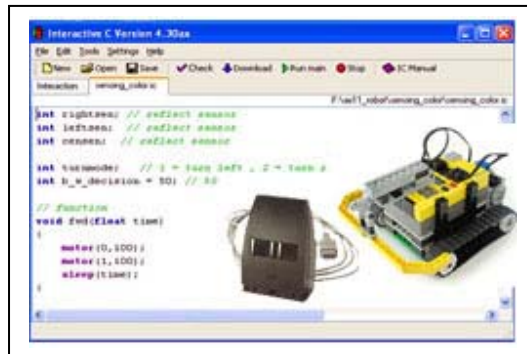 Interactive C Version 4.30ax
File Edit Tools Settings Help
New Open Save Check Download Run main Stop IC Manual
Interaction sensing_color.ic
int rightsen; // reflect sensor
int leftsen; // reflect sensor
int censen; // reflect sensor
int turnmode; // 1 = turn left , 2 = turn
int b_w_decision = 50; // 50
// function
void fwd(float time)
{
motor(0,100);
motor(1,100);
sleep(time);